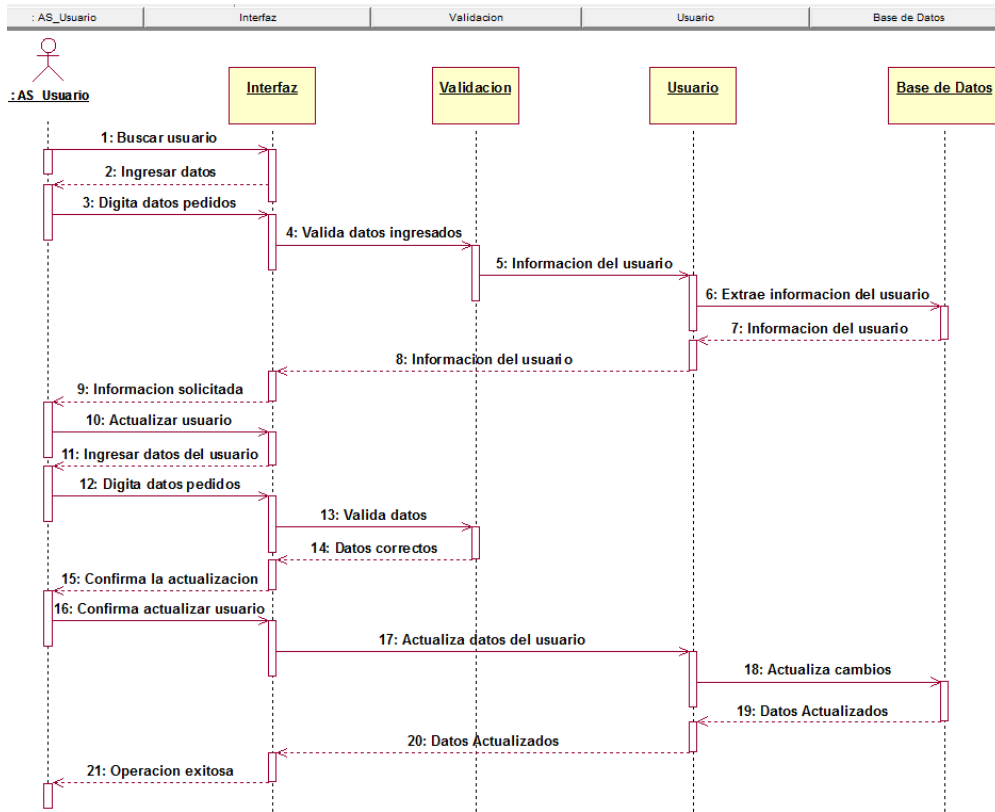 : AS_Usuario
Interfaz
Validacion
Usuario
Base de Datos
: AS_Usuario
Interfaz
Validacion
Usuario
Base de Datos
1: Buscar usuario
2: Ingresar datos
3: Digita datos pedidos
4: Valida datos ingresados
5: Informacion del usuario
6: Extrae informacion del usuario
7: Informacion del usuario
8: Informacion del usuario
9: Informacion solicitada
10: Actualizar usuario
11: Ingresar datos del usuario
12: Digita datos pedidos
13: Valida datos
14: Datos correctos
15: Confirma la actualizacion
16: Confirma actualizar usuario
17: Actualiza datos del usuario
18: Actualiza cambios
19: Datos Actualizados
20: Datos Actualizados
21: Operacion exitosa